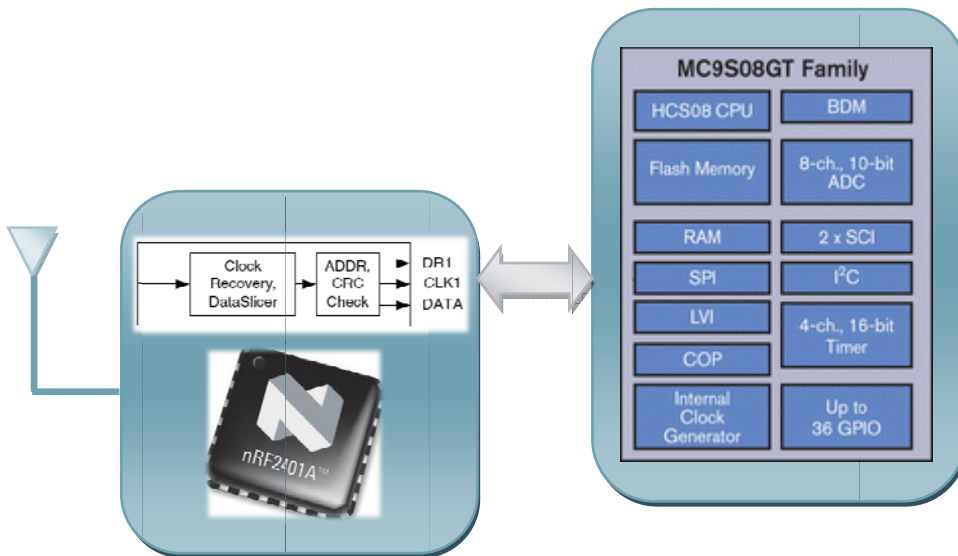 Clock
Recovery,
DataSlicer
ADDR,
CRC
Check
DR1
CLK1
DATA
nRF2401A™
MC9S08GT Family
HCS08 CPU
BDM
Flash Memory
8-ch., 10-bit
ADC
RAM
2 x SCI
SPI
I²C
LVI
4-ch., 16-bit
Timer
COP
Internal
Clock
Generator
Up to
36 GPIO